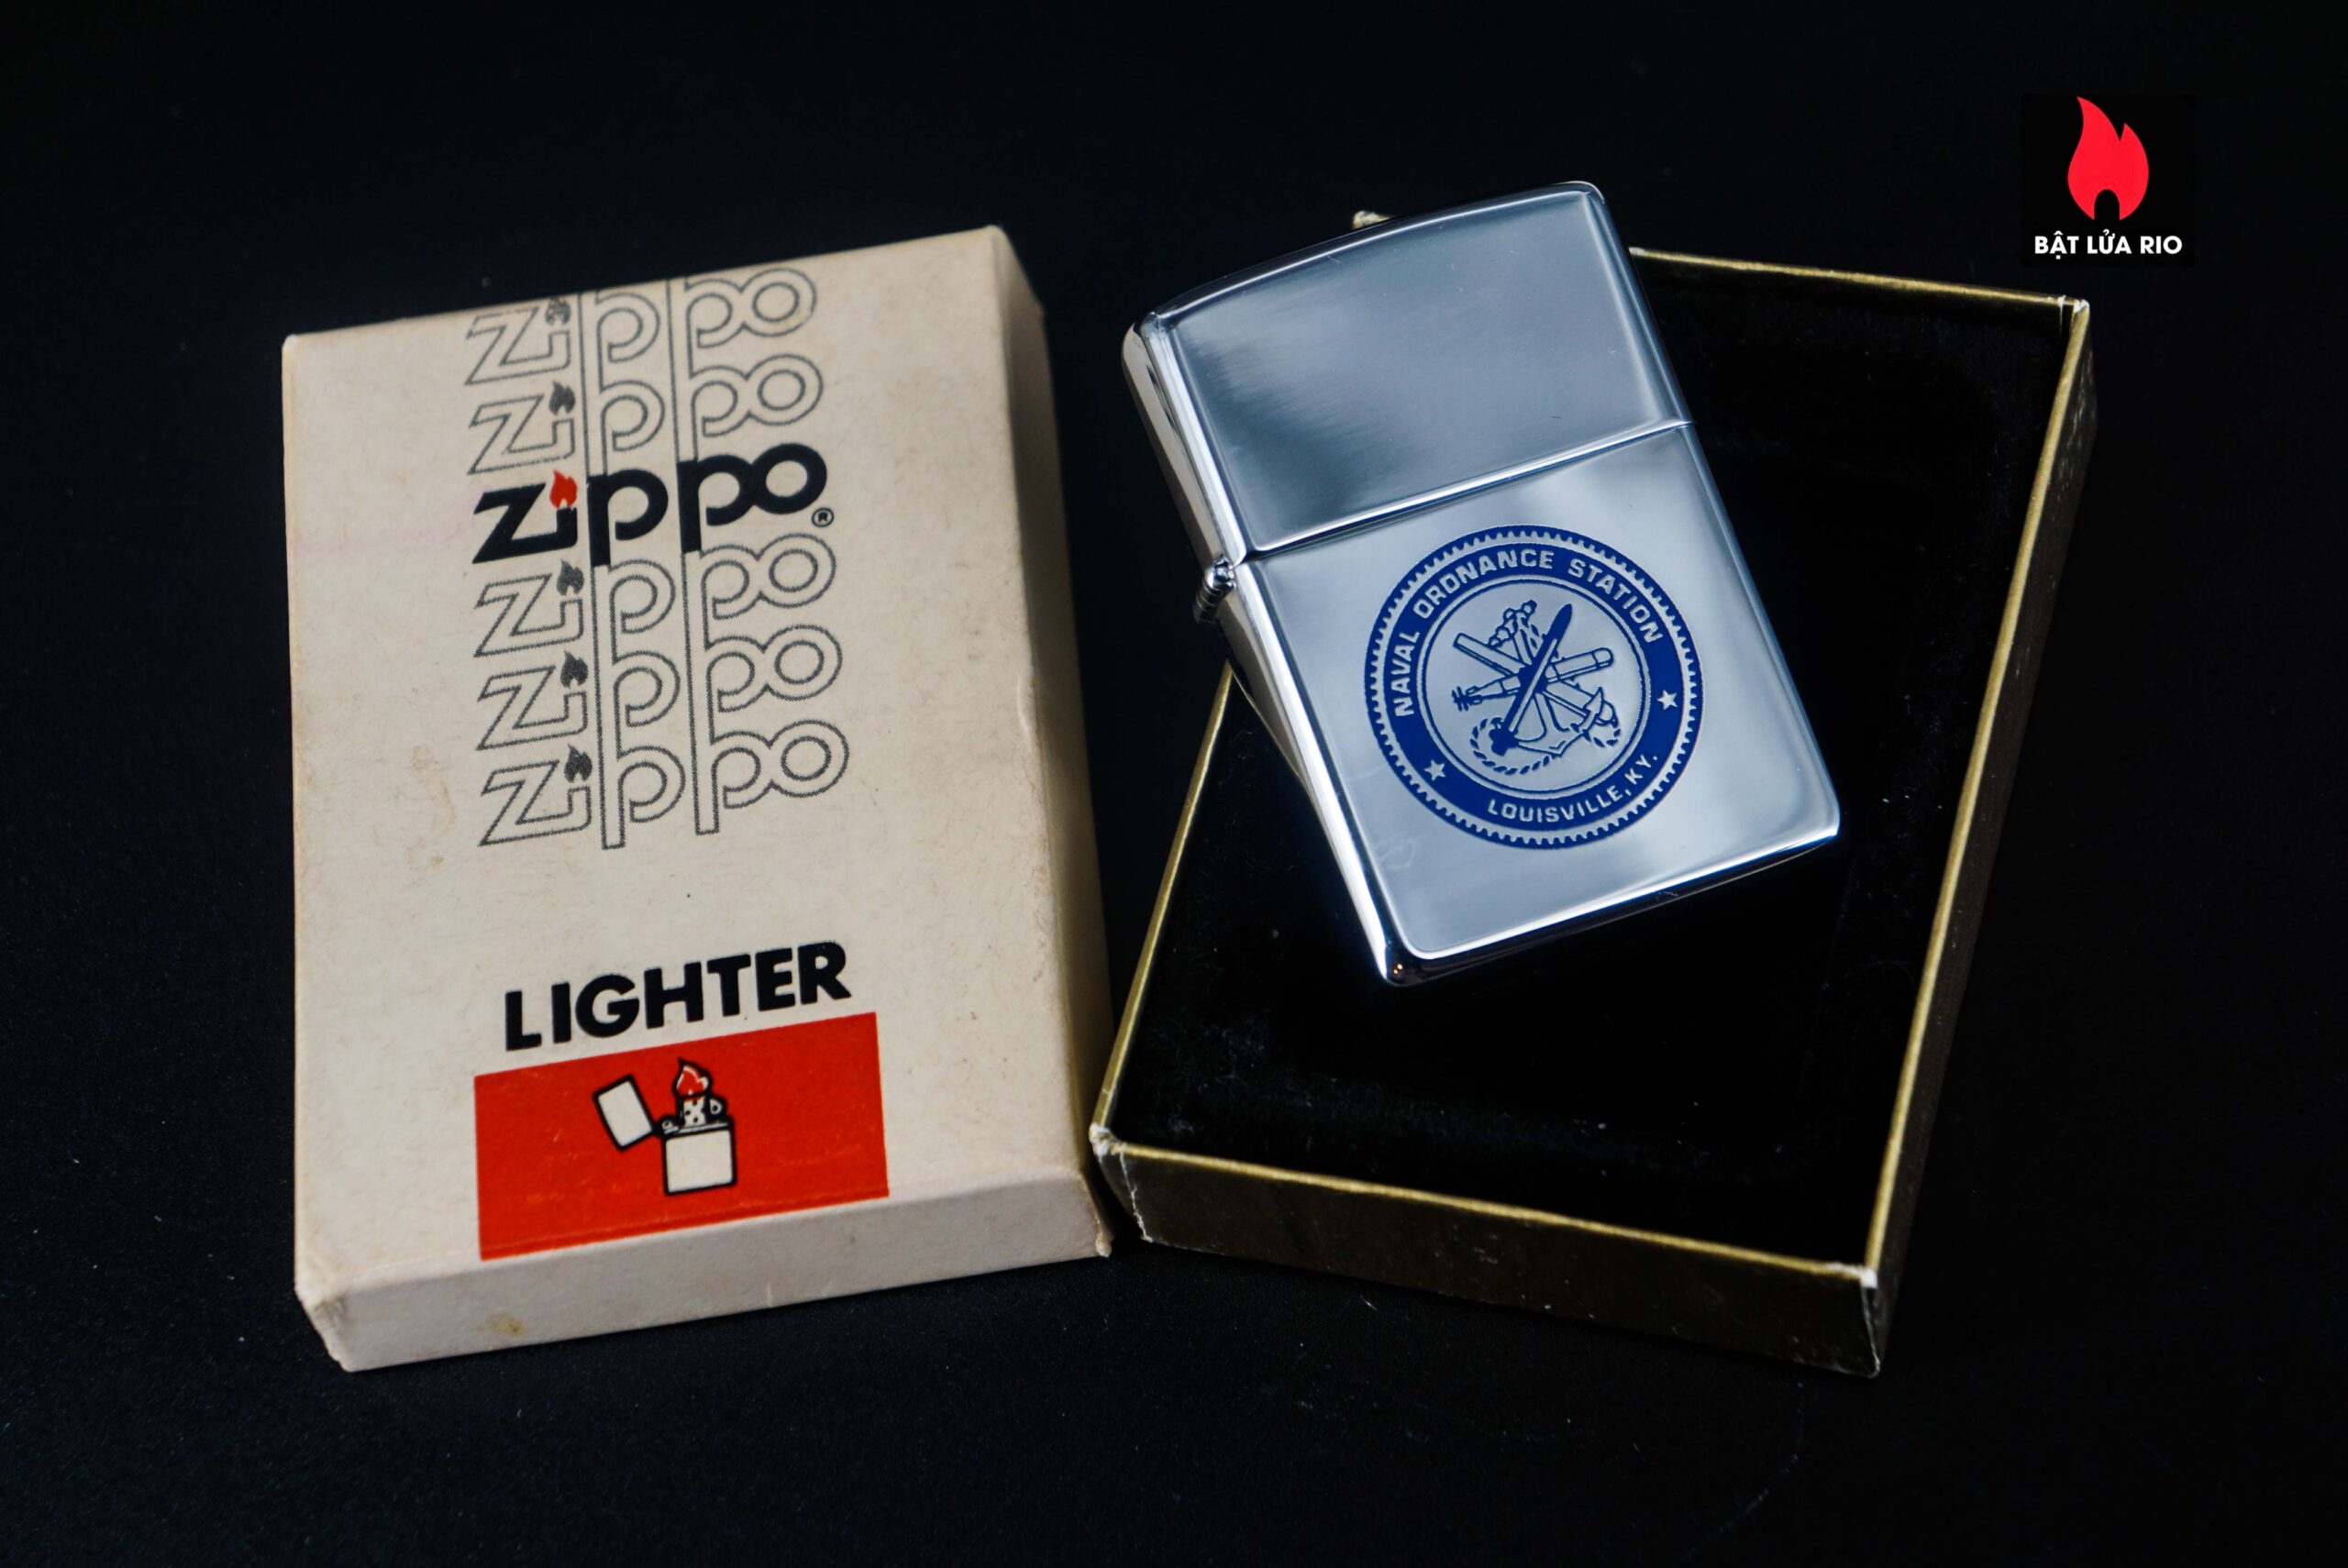 zippo
zippo
zippo®
zippo
zippo
zippo
LIGHTER
NAVAL ORDNANCE STATION
LOUISVILLE, KY.
BẬT LỬA RIO